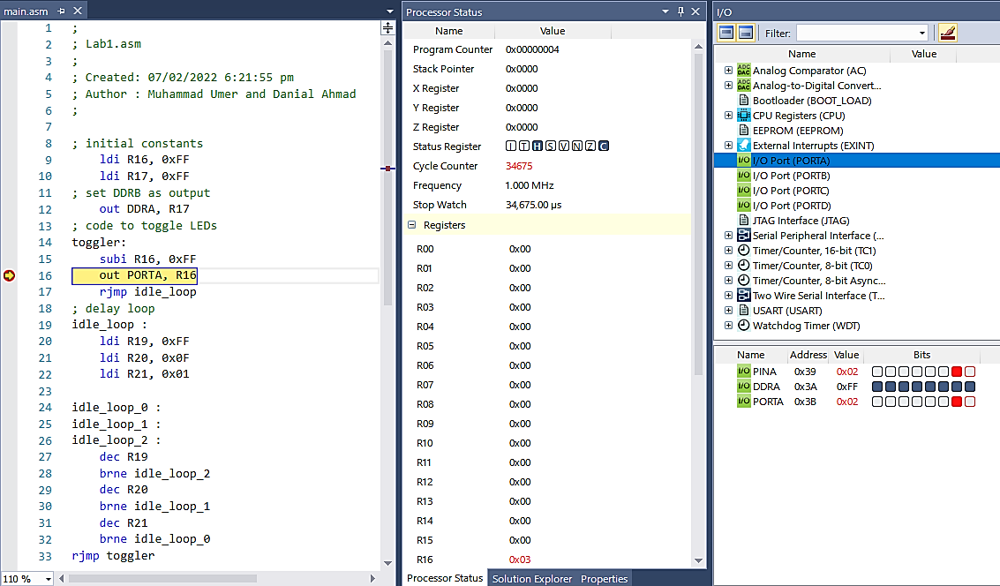 main.asm
1 ;
2 ; Lab1.asm
3 ;
4 ; Created: 07/02/2022 6:21:55 pm
5 ; Author : Muhammad Umer and Danial Ahmad
6 ;
7
8 ; initial constants
9 ldi R16, 0xFF
10 ldi R17, 0xFF
11 ; set DDRB as output
12 out DDRA, R17
13 ; code to toggle LEDs
14 toggler:
15 subi R16, 0xFF
16 out PORTA, R16
17 rjmp idle_loop
18 ; delay loop
19 idle_loop :
20 ldi R19, 0xFF
21 ldi R20, 0x0F
22 ldi R21, 0x01
23
24 idle_loop_0 :
25 idle_loop_1 :
26 idle_loop_2 :
27 dec R19
28 brne idle_loop_2
29 dec R20
30 brne idle_loop_1
31 dec R21
32 brne idle_loop_0
33 rjmp toggler
110 %
Processor Status
Name Value
Program Counter 0x00000004
Stack Pointer 0x0000
X Register 0x0000
Y Register 0x0000
Z Register 0x0000
Status Register I T H S V N Z C
Cycle Counter 34675
Frequency 1.000 MHz
Stop Watch 34,675.00 µs
Registers
R00 0x00
R01 0x00
R02 0x00
R03 0x00
R04 0x00
R05 0x00
R06 0x00
R07 0x00
R08 0x00
R09 0x00
R10 0x00
R11 0x00
R12 0x00
R13 0x00
R14 0x00
R15 0x00
R16 0x03
Processor Status Solution Explorer Properties
I/O
Filter:
Name Value
ADC DAC Analog Comparator (AC)
ADC DAC Analog-to-Digital Convert...
Bootloader (BOOT_LOAD)
CPU Registers (CPU)
EEPROM (EEPROM)
External Interrupts (EXINT)
I/O I/O Port (PORTA)
I/O I/O Port (PORTB)
I/O I/O Port (PORTC)
I/O I/O Port (PORTD)
JTAG Interface (JTAG)
Serial Peripheral Interface (...
Timer/Counter, 16-bit (TC1)
Timer/Counter, 8-bit (TC0)
Timer/Counter, 8-bit Async...
Two Wire Serial Interface (T...
USART (USART)
Watchdog Timer (WDT)
Name Address Value Bits
I/O PINA 0x39 0x02
I/O DDRA 0x3A 0xFF
I/O PORTA 0x3B 0x02